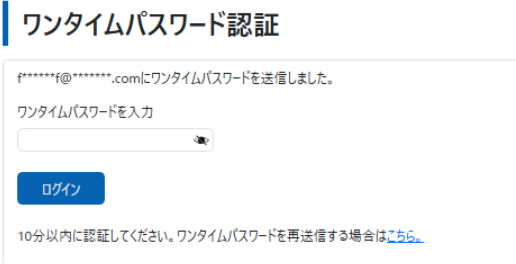 ワンタイムパスワード認証
f******f@*******.comにワンタイムパスワードを送信しました。
ワンタイムパスワードを入力
ログイン
10分以内に認証してください。ワンタイムパスワードを再送信する場合はこちら。